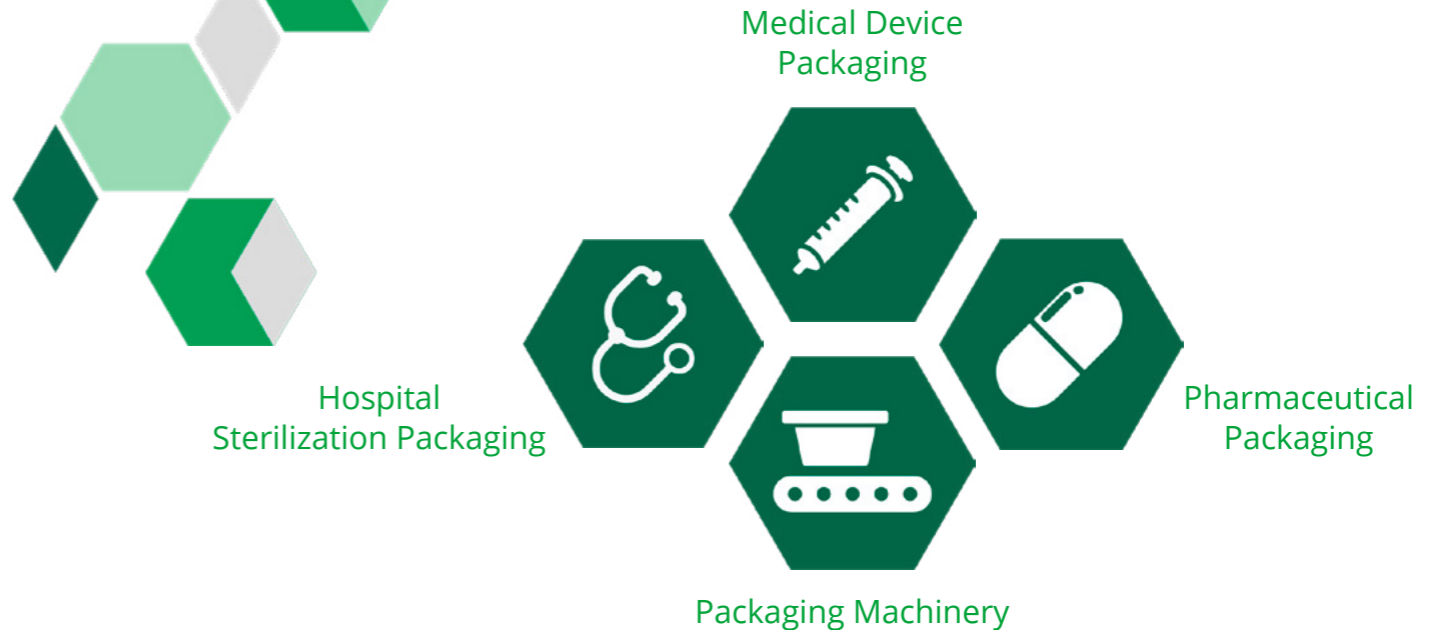 Medical Device
Packaging
Hospital
Sterilization Packaging
Pharmaceutical
Packaging
Packaging Machinery